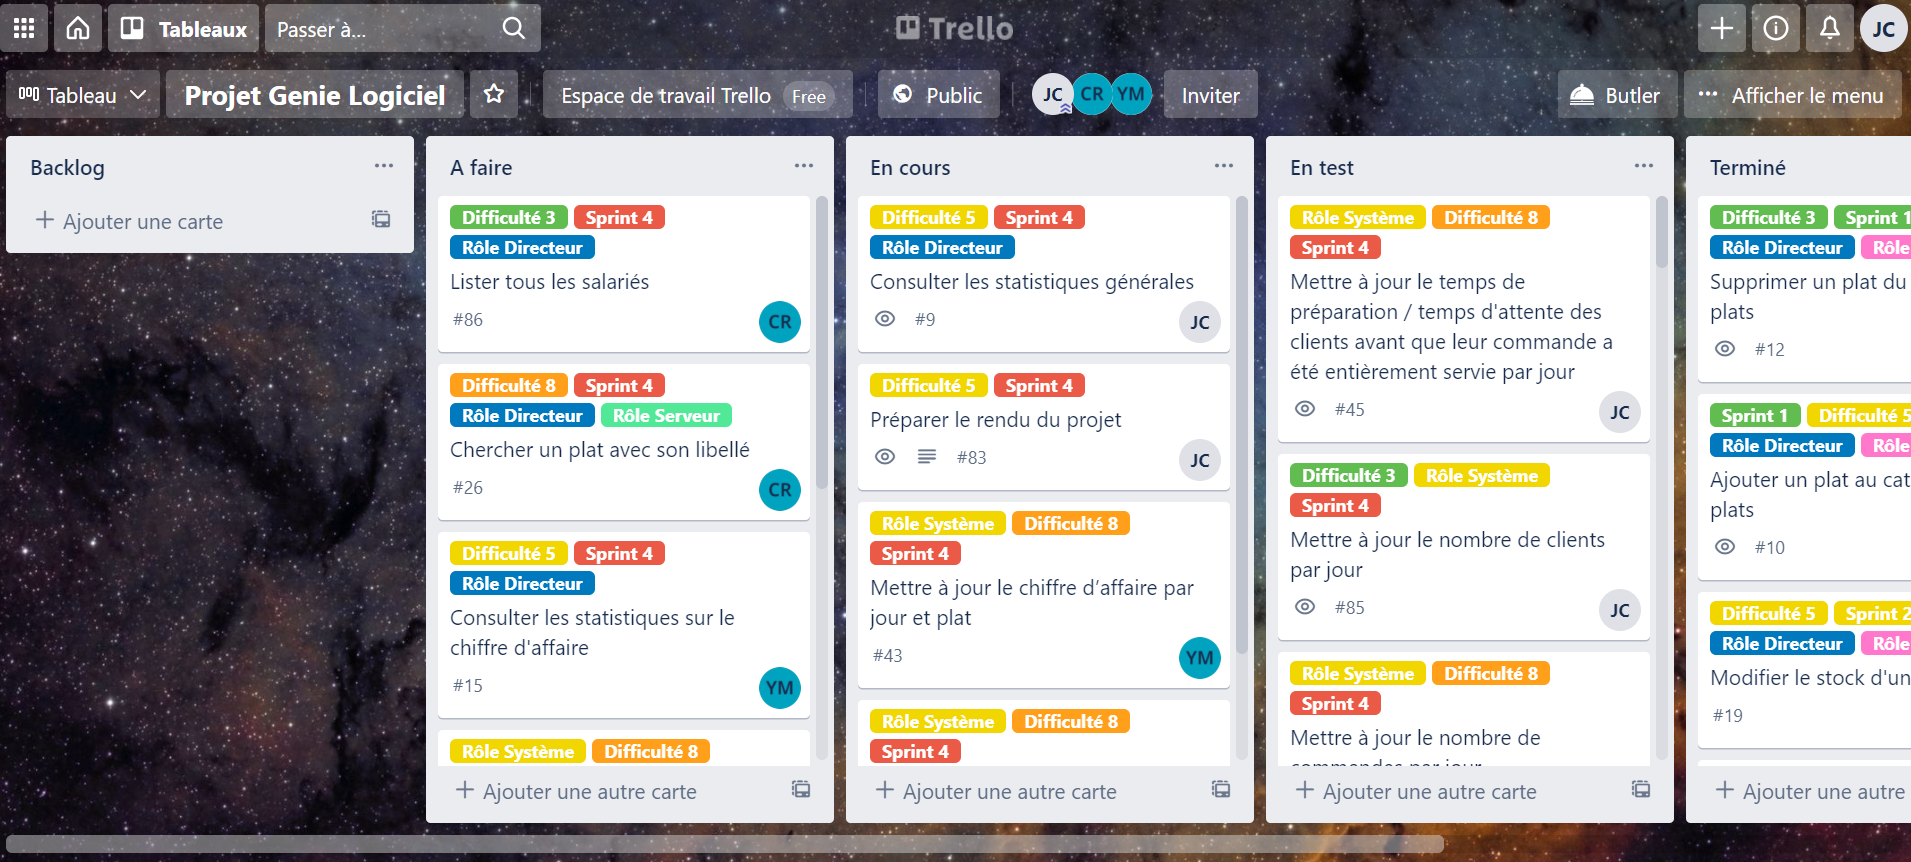 Tableaux
Passer à...
Trello
JC
Tableau
Projet Genie Logiciel
Espace de travail Trello Free
Public
JC CR YM
Inviter
Butler
Afficher le menu
Backlog
Ajouter une carte
A faire
Difficulté 3 Sprint 4
Rôle Directeur
Lister tous les salariés
#86
CR
Difficulté 8 Sprint 4
Rôle Directeur Rôle Serveur
Chercher un plat avec son libellé
#26
CR
Difficulté 5 Sprint 4
Rôle Directeur
Consulter les statistiques sur le
chiffre d'affaire
#15
YM
Rôle Système Difficulté 8
Ajouter une autre carte
En cours
Difficulté 5 Sprint 4
Rôle Directeur
Consulter les statistiques générales
#9
JC
Difficulté 5 Sprint 4
Préparer le rendu du projet
#83
JC
Rôle Système Difficulté 8
Sprint 4
Mettre à jour le chiffre d’affaire par
jour et plat
#43
YM
Rôle Système Difficulté 8
Sprint 4
Ajouter une autre carte
En test
Rôle Système Difficulté 8
Sprint 4
Mettre à jour le temps de
préparation / temps d'attente des
clients avant que leur commande a
été entièrement servie par jour
#45
JC
Difficulté 3 Rôle Système
Sprint 4
Mettre à jour le nombre de clients
par jour
#85
JC
Rôle Système Difficulté 8
Sprint 4
Mettre à jour le nombre de
commandes par jour
Ajouter une autre carte
Terminé
Difficulté 3 Sprint 1
Rôle Directeur Rôle
Supprimer un plat du
plats
#12
Sprint 1 Difficulté 5
Rôle Directeur Rôle
Ajouter un plat au cat
plats
#10
Difficulté 5 Sprint 2
Rôle Directeur Rôle
Modifier le stock d'un
#19
Ajouter une autre